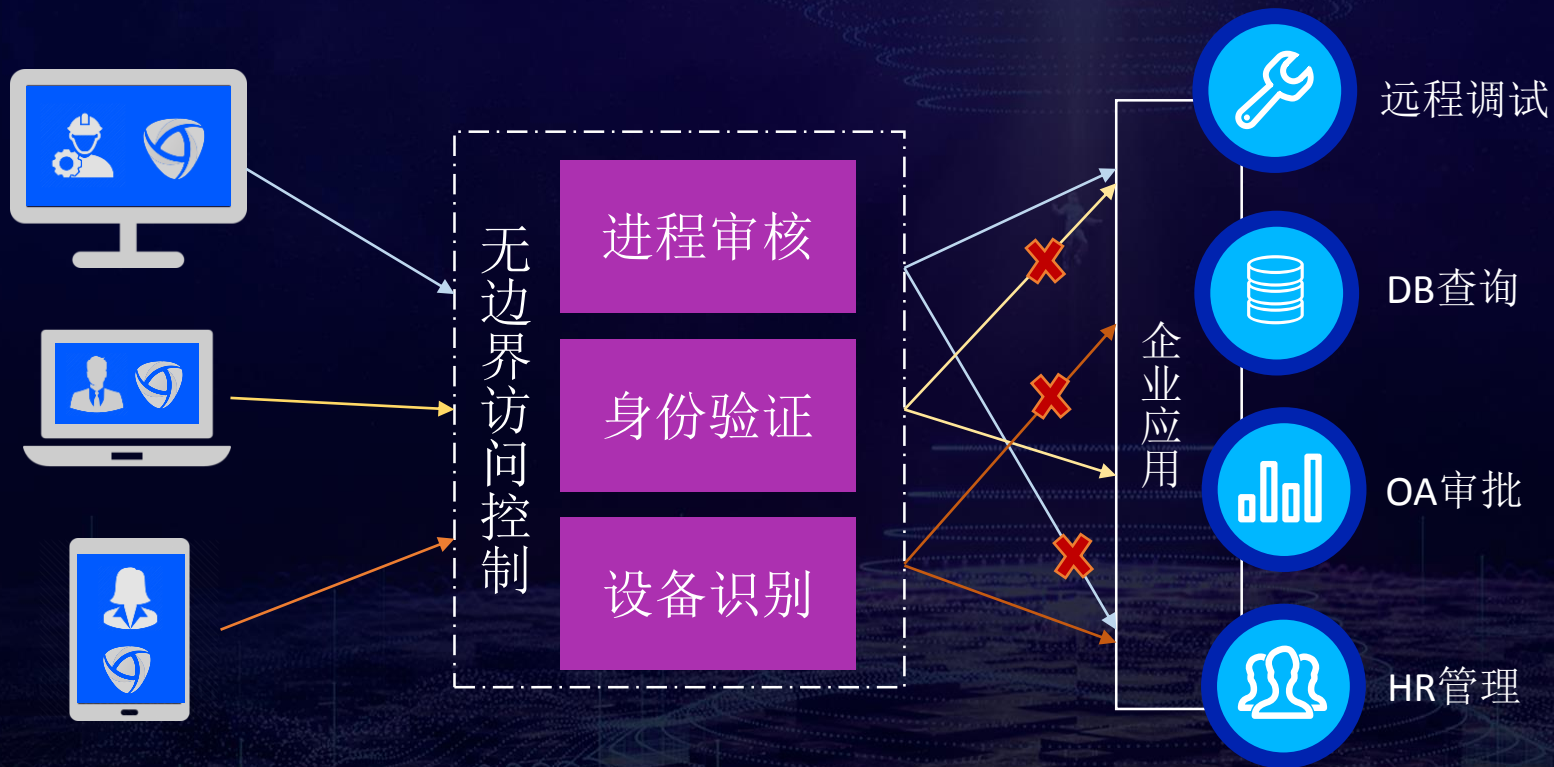 无边界访问控制
进程审核
身份验证
设备识别
企业应用
远程调试
DB查询
OA审批
HR管理